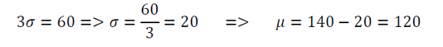 3σ = 60 => σ = 60/3 = 20 => μ = 140 − 20 = 120